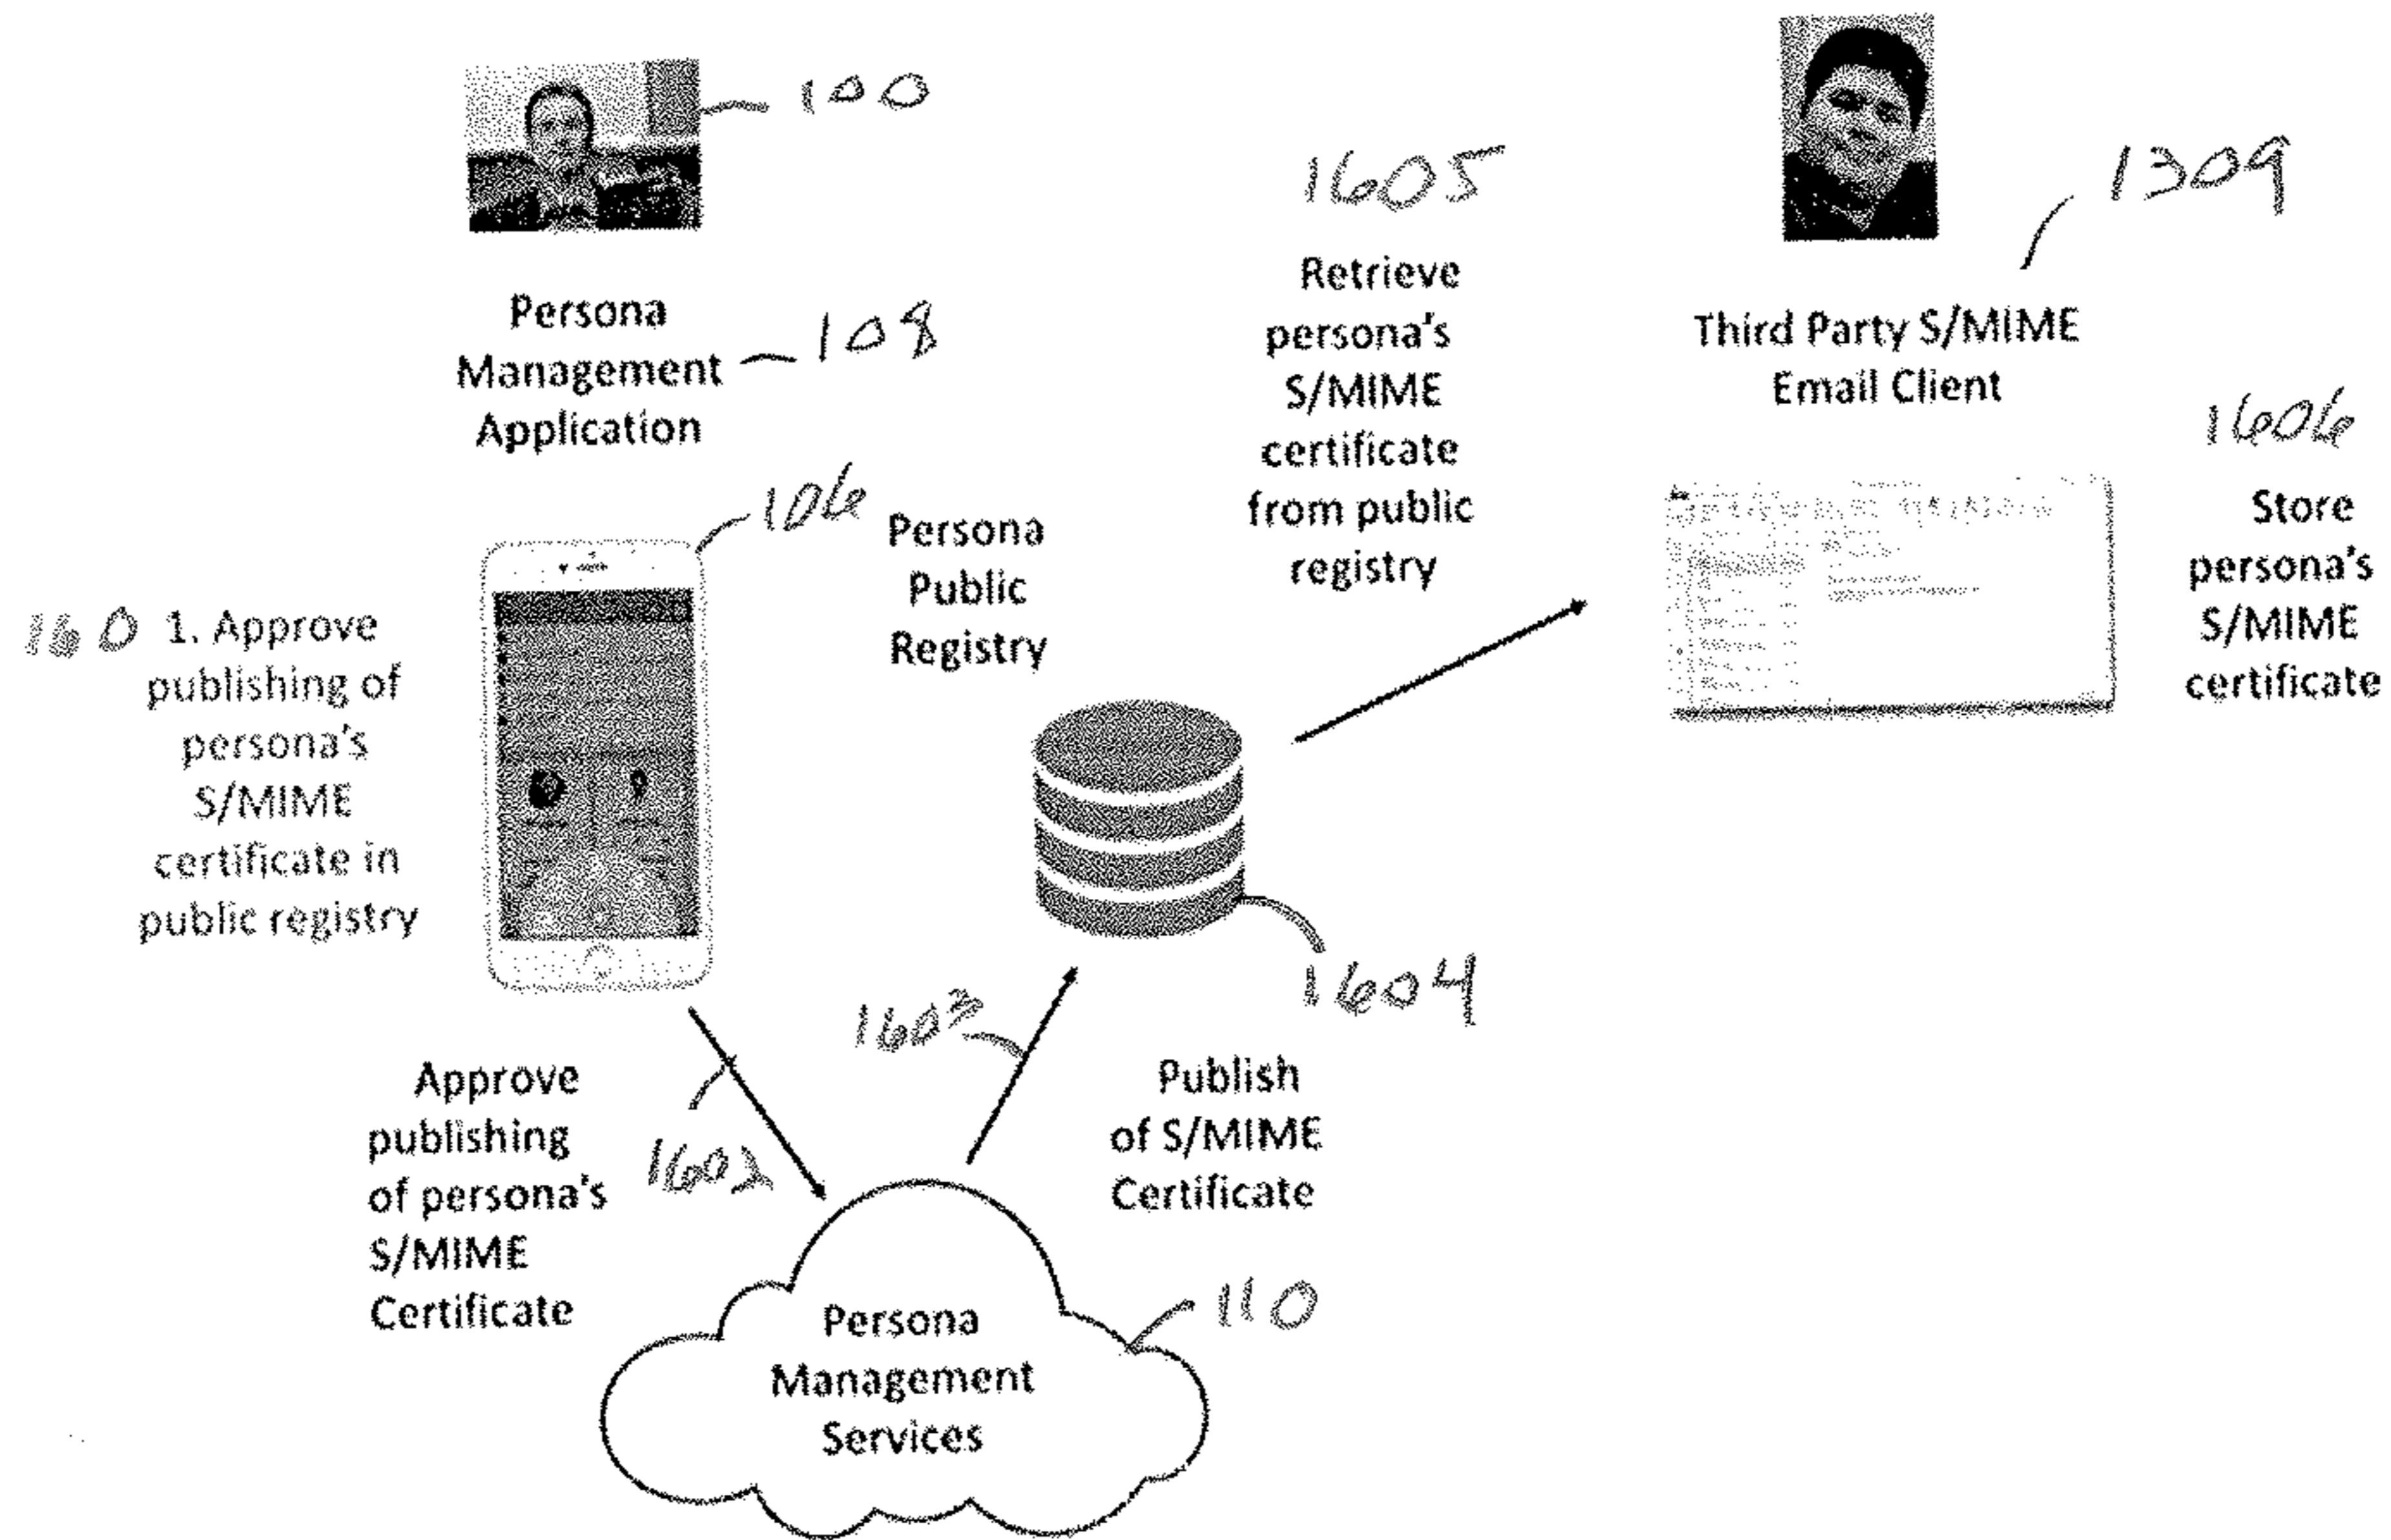 100
Persona
Management
Application
108
106
1605
Retrieve
persona's
S/MIME
certificate
from public
registry
1309
Third Party S/MIME
Email Client
1606
Store
persona's
S/MIME
certificate
Persona
Public
Registry
160 1. Approve
publishing of
persona's
S/MIME
certificate in
public registry
1604
1603
1602
Approve
publishing
of persona's
S/MIME
Certificate
Publish
of S/MIME
Certificate
110
Persona
Management
Services